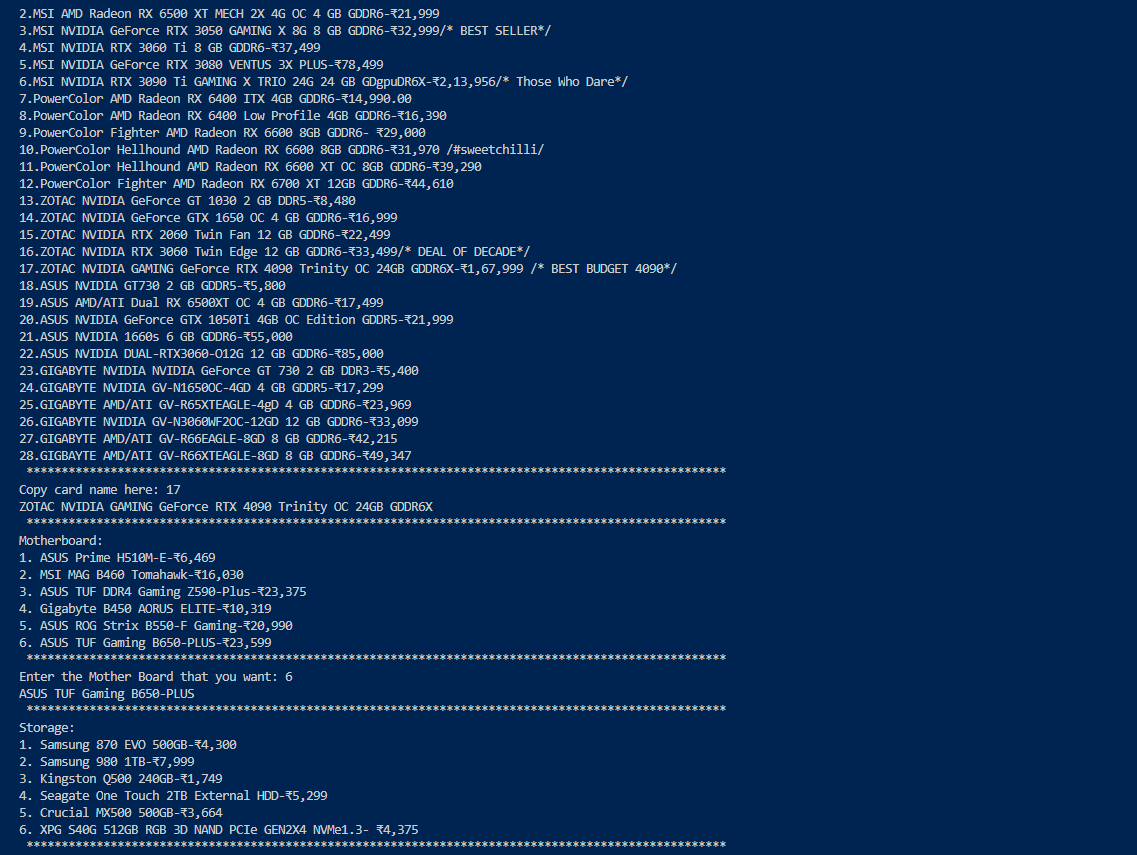 2.MSI AMD Radeon RX 6500 XT MECH 2X 4G OC 4 GB GDDR6-₹21,999
3.MSI NVIDIA GeForce RTX 3050 GAMING X 8G 8 GB GDDR6-₹32,999/* BEST SELLER*/
4.MSI NVIDIA RTX 3060 Ti 8 GB GDDR6-₹37,499
5.MSI NVIDIA GeForce RTX 3080 VENTUS 3X PLUS-₹78,499
6.MSI NVIDIA RTX 3090 Ti GAMING X TRIO 24G 24 GB GDgpuDR6X-₹2,13,956/* Those Who Dare*/
7.PowerColor AMD Radeon RX 6400 ITX 4GB GDDR6-₹14,990.00
8.PowerColor AMD Radeon RX 6400 Low Profile 4GB GDDR6-₹16,390
9.PowerColor Fighter AMD Radeon RX 6600 8GB GDDR6- ₹29,000
10.PowerColor Hellhound AMD Radeon RX 6600 8GB GDDR6-₹31,970 /#sweetchilli/
11.PowerColor Hellhound AMD Radeon RX 6600 XT OC 8GB GDDR6-₹39,290
12.PowerColor Fighter AMD Radeon RX 6700 XT 12GB GDDR6-₹44,610
13.ZOTAC NVIDIA GeForce GT 1030 2 GB DDR5-₹8,480
14.ZOTAC NVIDIA GeForce GTX 1650 OC 4 GB GDDR6-₹16,999
15.ZOTAC NVIDIA RTX 2060 Twin Fan 12 GB GDDR6-₹22,499
16.ZOTAC NVIDIA RTX 3060 Twin Edge 12 GB GDDR6-₹33,499/* DEAL OF DECADE*/
17.ZOTAC NVIDIA GAMING GeForce RTX 4090 Trinity OC 24GB GDDR6X-₹1,67,999 /* BEST BUDGET 4090*/
18.ASUS NVIDIA GT730 2 GB GDDR5-₹5,800
19.ASUS AMD/ATI Dual RX 6500XT OC 4 GB GDDR6-₹17,499
20.ASUS NVIDIA GeForce GTX 1050Ti 4GB OC Edition GDDR5-₹21,999
21.ASUS NVIDIA 1660s 6 GB GDDR6-₹55,000
22.ASUS NVIDIA DUAL-RTX3060-O12G 12 GB GDDR6-₹85,000
23.GIGABYTE NVIDIA NVIDIA GeForce GT 730 2 GB DDR3-₹5,400
24.GIGABYTE NVIDIA GV-N1650OC-4GD 4 GB GDDR5-₹17,299
25.GIGABYTE AMD/ATI GV-R65XTEAGLE-4gD 4 GB GDDR6-₹23,969
26.GIGABYTE NVIDIA GV-N3060WF2OC-12GD 12 GB GDDR6-₹33,099
27.GIGABYTE AMD/ATI GV-R66EAGLE-8GD 8 GB GDDR6-₹42,215
28.GIGBAYTE AMD/ATI GV-R66XTEAGLE-8GD 8 GB GDDR6-₹49,347
****************************************************************************************************
Copy card name here: 17
ZOTAC NVIDIA GAMING GeForce RTX 4090 Trinity OC 24GB GDDR6X
****************************************************************************************************
Motherboard:
1. ASUS Prime H510M-E-₹6,469
2. MSI MAG B460 Tomahawk-₹16,030
3. ASUS TUF DDR4 Gaming Z590-Plus-₹23,375
4. Gigabyte B450 AORUS ELITE-₹10,319
5. ASUS ROG Strix B550-F Gaming-₹20,990
6. ASUS TUF Gaming B650-PLUS-₹23,599
****************************************************************************************************
Enter the Mother Board that you want: 6
ASUS TUF Gaming B650-PLUS
****************************************************************************************************
Storage:
1. Samsung 870 EVO 500GB-₹4,300
2. Samsung 980 1TB-₹7,999
3. Kingston Q500 240GB-₹1,749
4. Seagate One Touch 2TB External HDD-₹5,299
5. Crucial MX500 500GB-₹3,664
6. XPG S40G 512GB RGB 3D NAND PCIe GEN2X4 NVMe1.3- ₹4,375
****************************************************************************************************